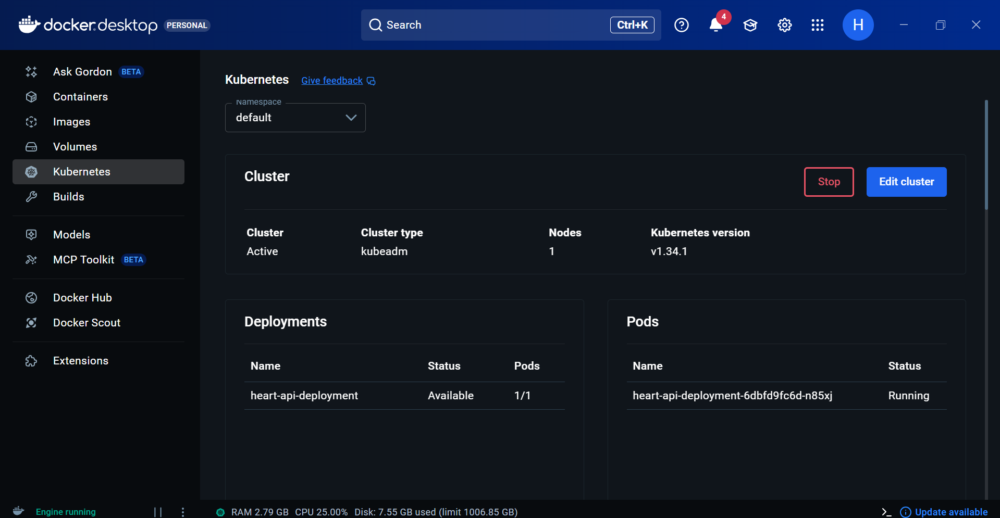 docker desktop PERSONAL
Search Ctrl+K
4
H
Ask Gordon BETA
Containers
Images
Volumes
Kubernetes
Builds
Models
MCP Toolkit BETA
Docker Hub
Docker Scout
Extensions
Kubernetes Give feedback
Namespace
default
Cluster
Stop Edit cluster
Cluster Cluster type Nodes Kubernetes version
Active kubeadm 1 v1.34.1
Deployments
Name Status Pods
heart-api-deployment Available 1/1
Pods
Name Status
heart-api-deployment-6dbfd9fc6d-n85xj Running
Engine running
RAM 2.79 GB CPU 25.00% Disk: 7.55 GB used (limit 1006.85 GB)
Update available